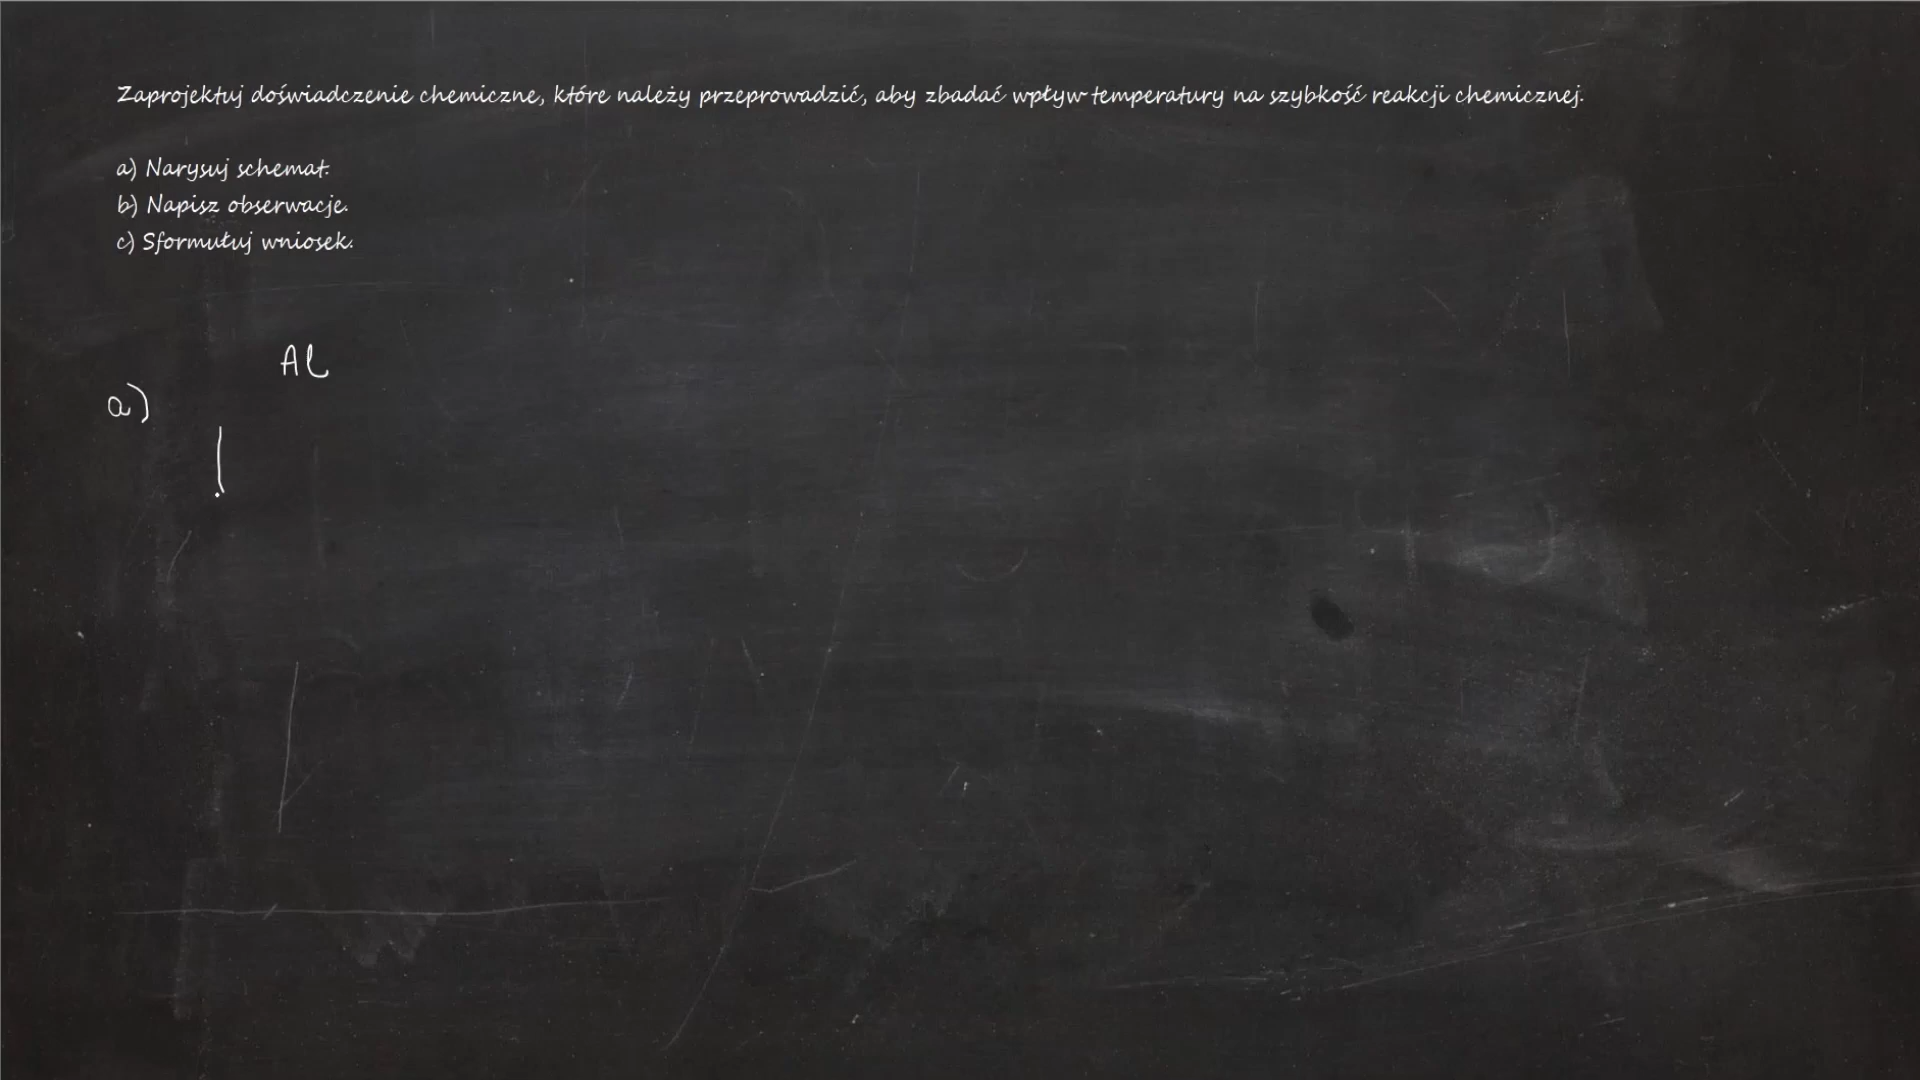 Zaprojektuj doświadczenie chemiczne, które należy przeprowadzić, aby zbadać wpływ temperatury na szybkość reakcji chemicznej.
a) Narysuj schemat.
b) Napisz obserwacje.
c) Sformułuj wniosek.
Al
a)